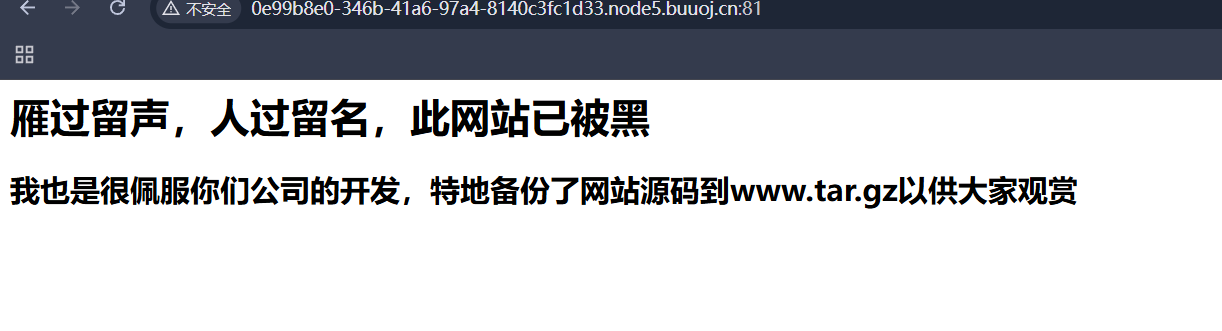 不安全 0e99b8e0-346b-41a6-97a4-8140c3fc1d33.node5.buuoj.cn:81
雁过留声，人过留名，此网站已被黑
我也是很佩服你们公司的开发，特地备份了网站源码到www.tar.gz以供大家观赏